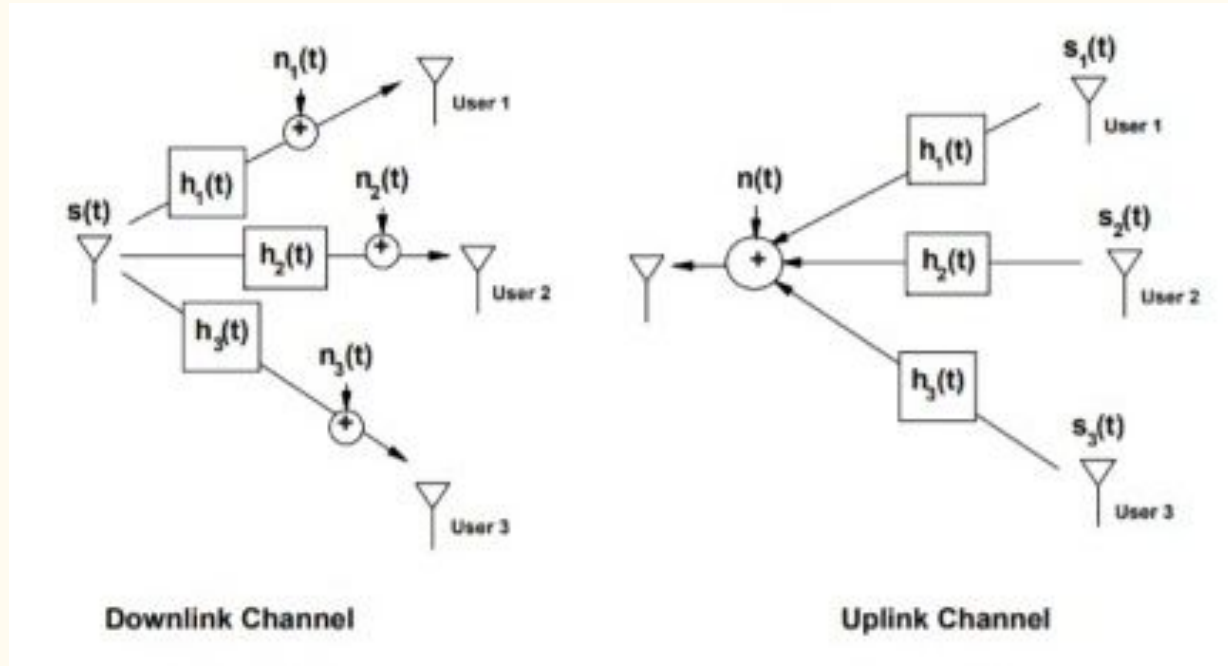 n₁(t)
User 1
h₁(t)
n₂(t)
s(t)
h₂(t)
User 2
h₃(t)
n₃(t)
User 3
Downlink Channel
s₁(t)
User 1
h₁(t)
n(t)
s₂(t)
+
h₂(t)
User 2
h₃(t)
s₃(t)
User 3
Uplink Channel
+
+
+